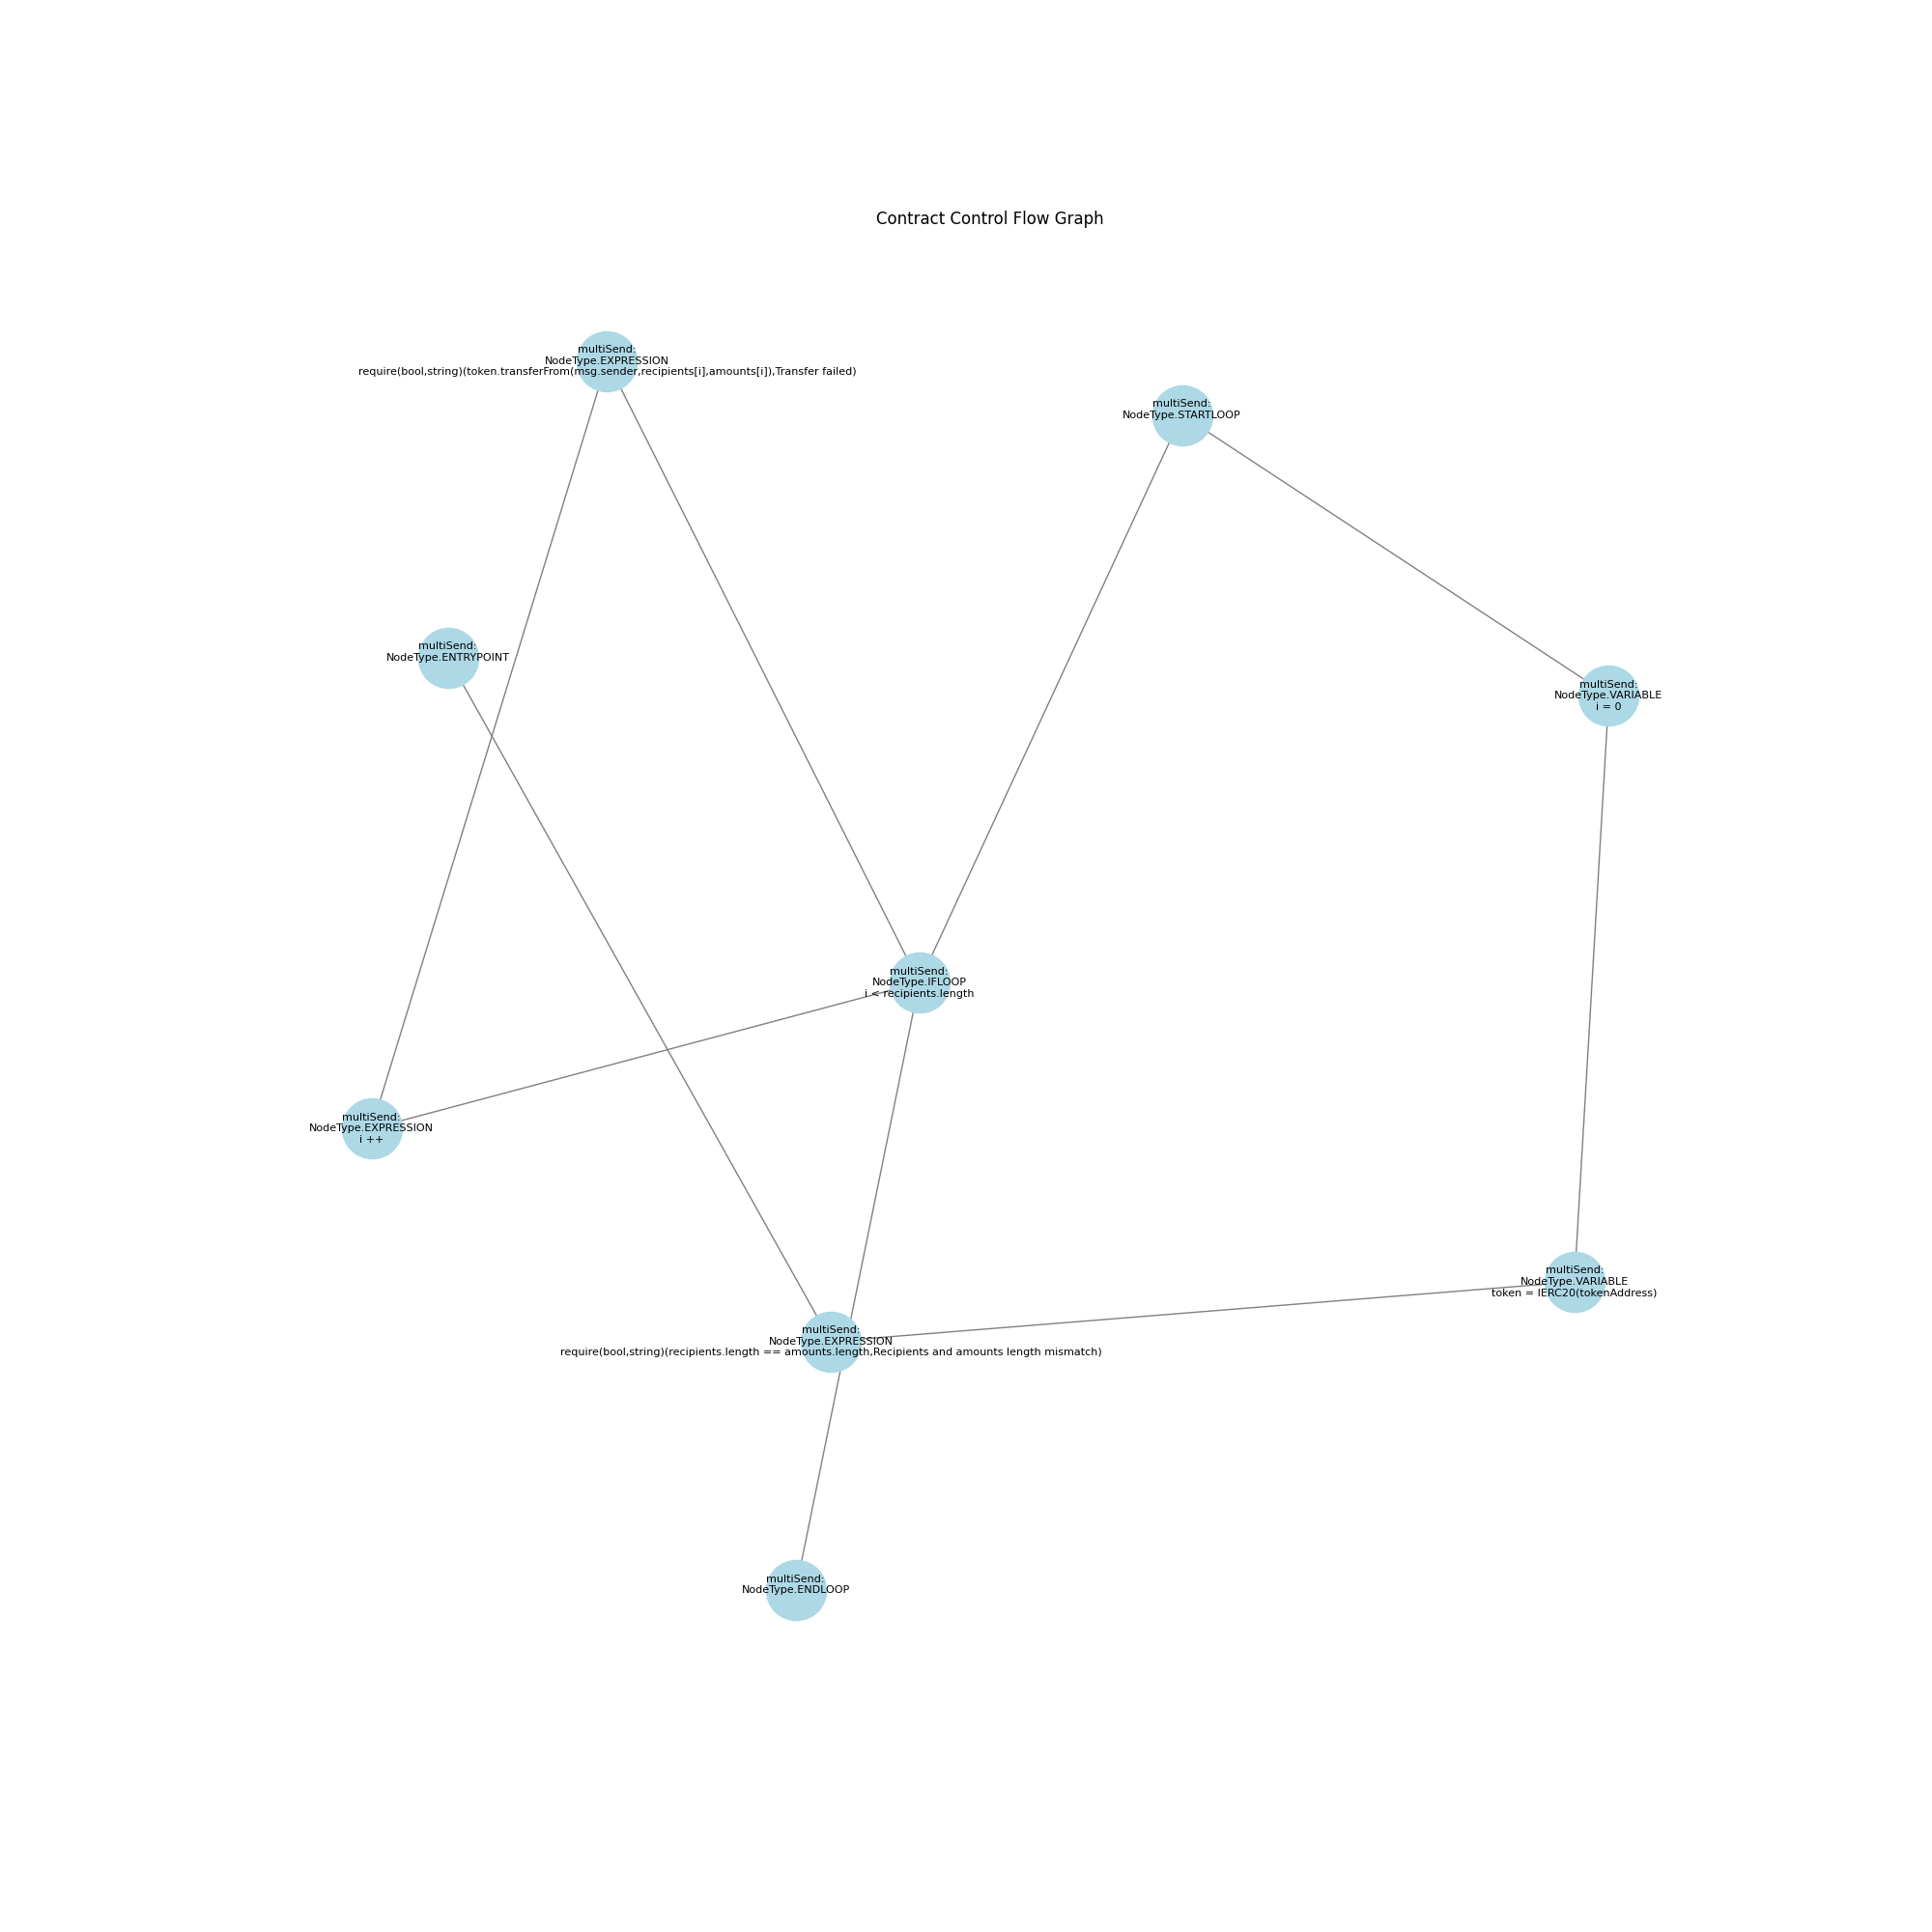 Contract Control Flow Graph
multiSend:
NodeType.EXPRESSION
require(bool,string)(token.transferFrom(msg.sender,recipients[i],amounts[i]),Transfer failed)
multiSend:
NodeType.STARTLOOP
multiSend:
NodeType.ENTRYPOINT
multiSend:
NodeType.VARIABLE
i = 0
multiSend:
NodeType.IFLOOP
i < recipients.length
multiSend:
NodeType.EXPRESSION
i ++
multiSend:
NodeType.VARIABLE
token = IERC20(tokenAddress)
multiSend:
NodeType.EXPRESSION
require(bool,string)(recipients.length == amounts.length,Recipients and amounts length mismatch)
multiSend:
NodeType.ENDLOOP